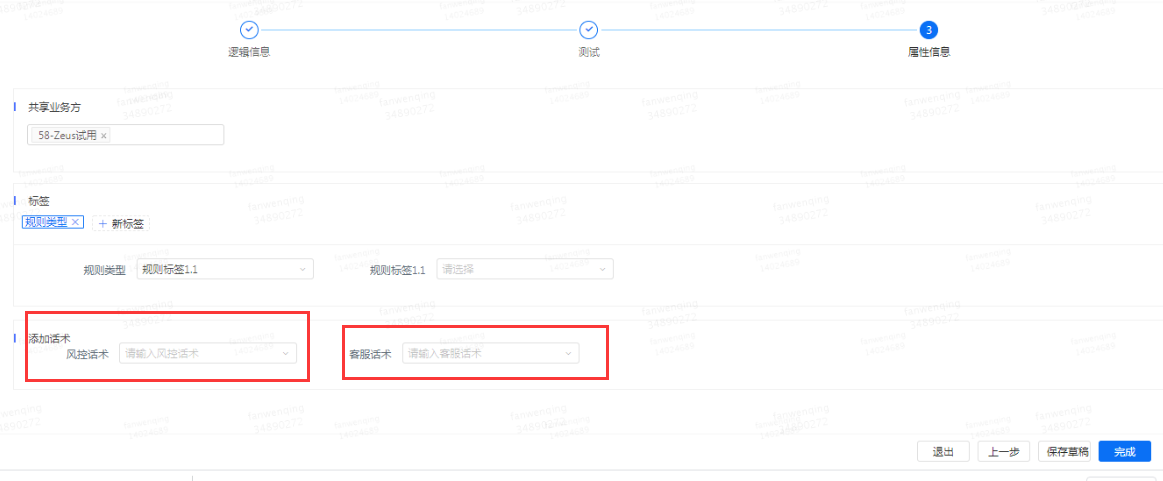 3
逻辑信息 测试 属性信息
共享业务方
58-Zeus试用 ×
标签
规则类型 × + 新标签
规则类型 规则标签1.1 规则标签1.1 请选择
添加话术
风控话术 请输入风控话术 客服话术 请输入客服话术
退出 上一步 保存草稿 完成
fanwenqing
34890272
14024689